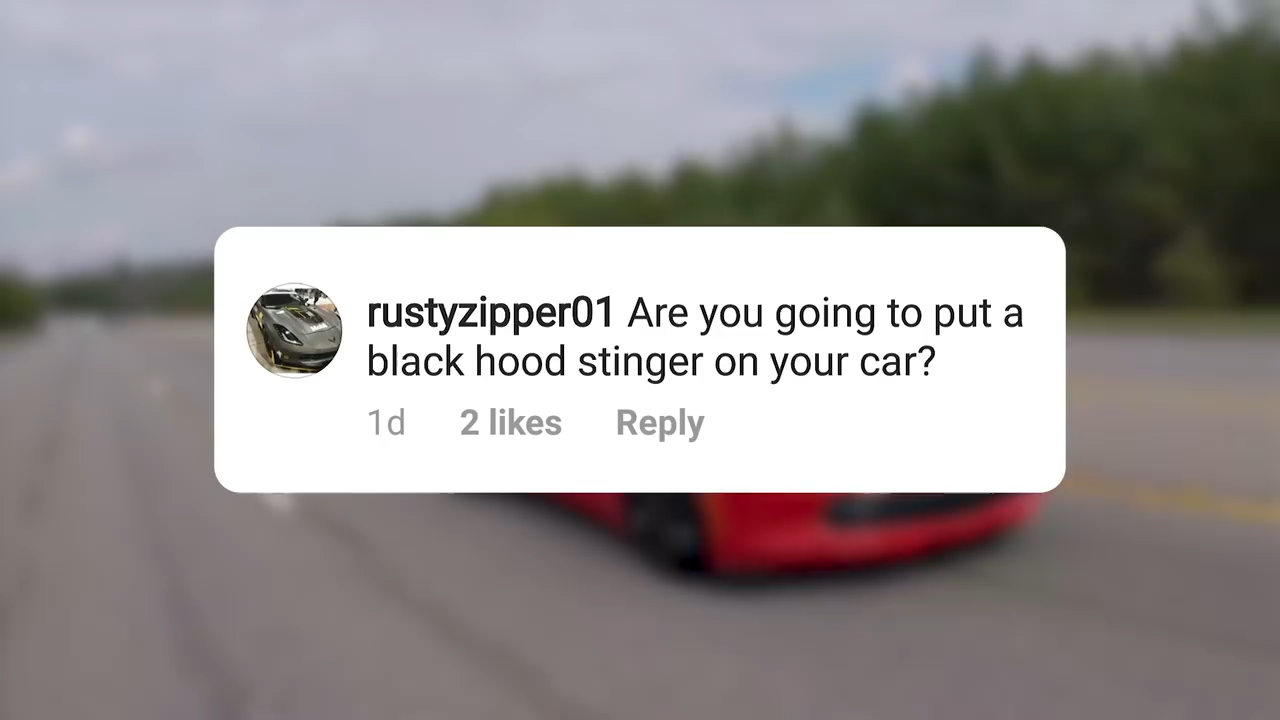 rustyzipper01 Are you going to put a
black hood stinger on your car?
1d 2 likes Reply